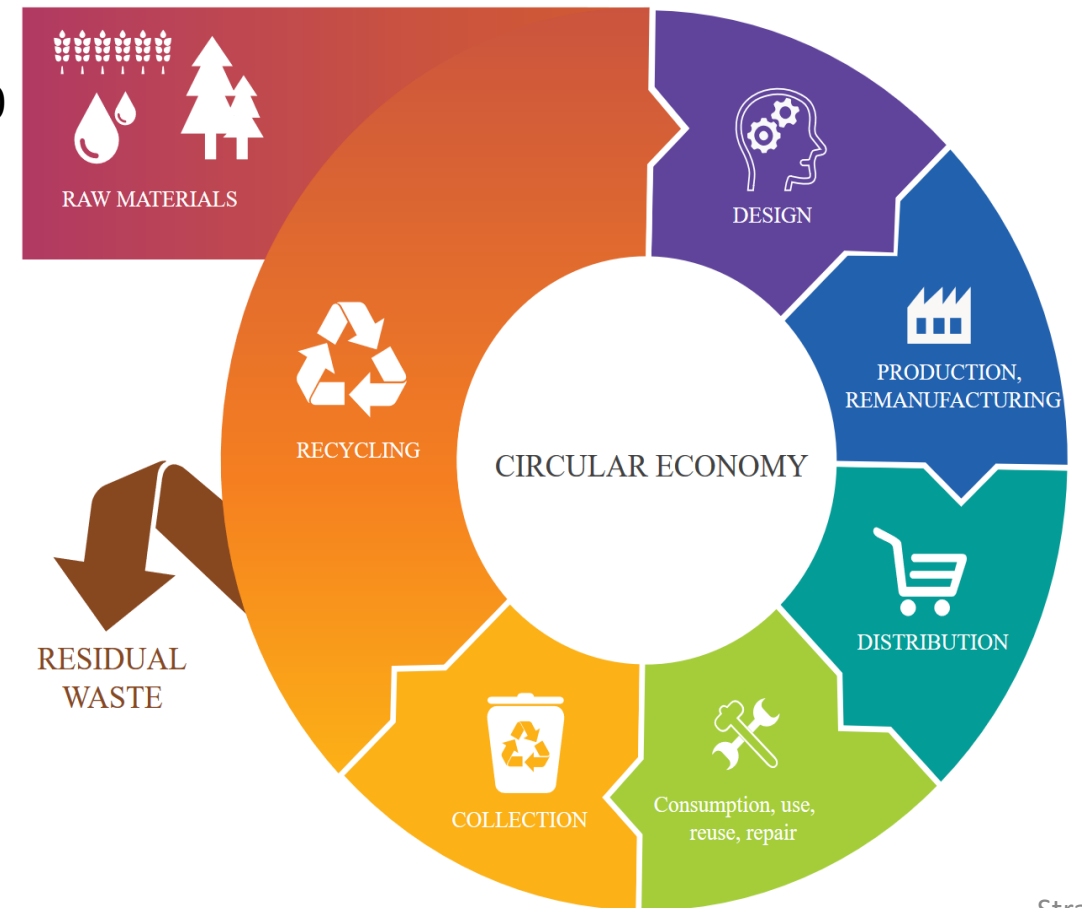 RAW MATERIALS
DESIGN
PRODUCTION,
REMANUFACTURING
RECYCLING
CIRCULAR ECONOMY
DISTRIBUTION
RESIDUAL
WASTE
COLLECTION
Consumption, use,
reuse, repair